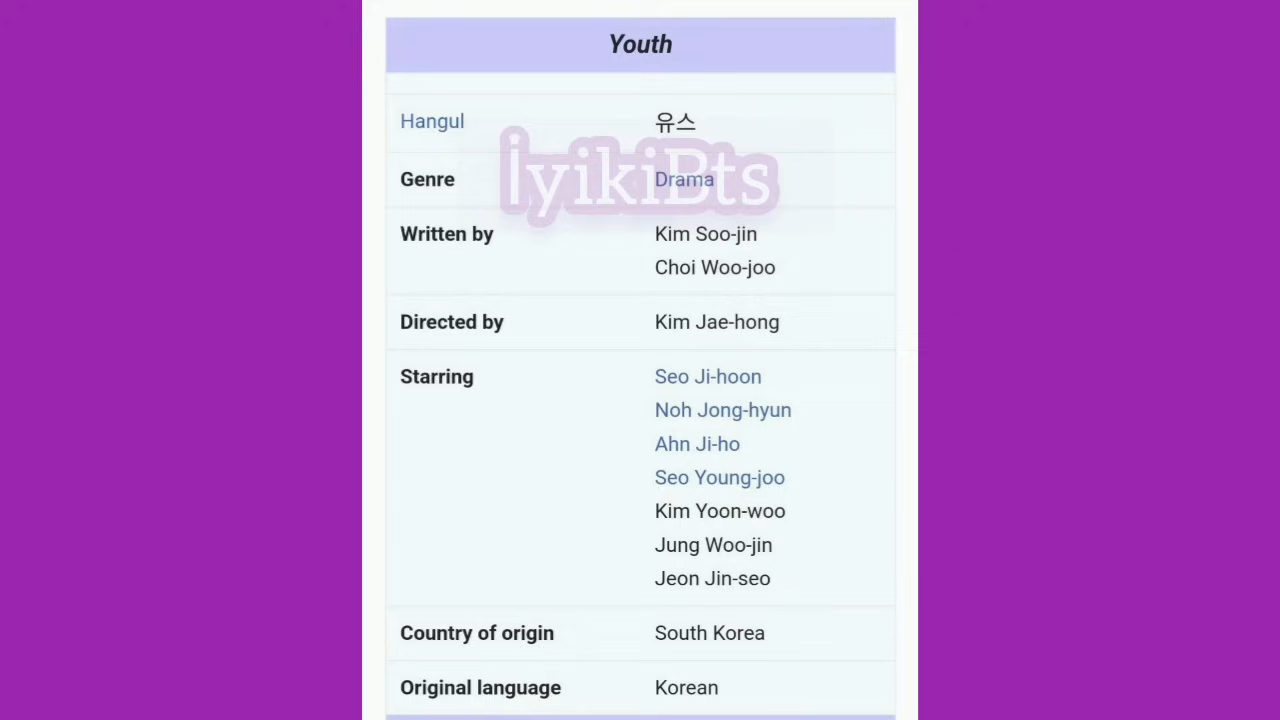 Youth
Hangul 유스
Genre Drama
İyikiBts
Written by Kim Soo-jin
Choi Woo-joo
Directed by Kim Jae-hong
Starring Seo Ji-hoon
Noh Jong-hyun
Ahn Ji-ho
Seo Young-joo
Kim Yoon-woo
Jung Woo-jin
Jeon Jin-seo
Country of origin South Korea
Original language Korean